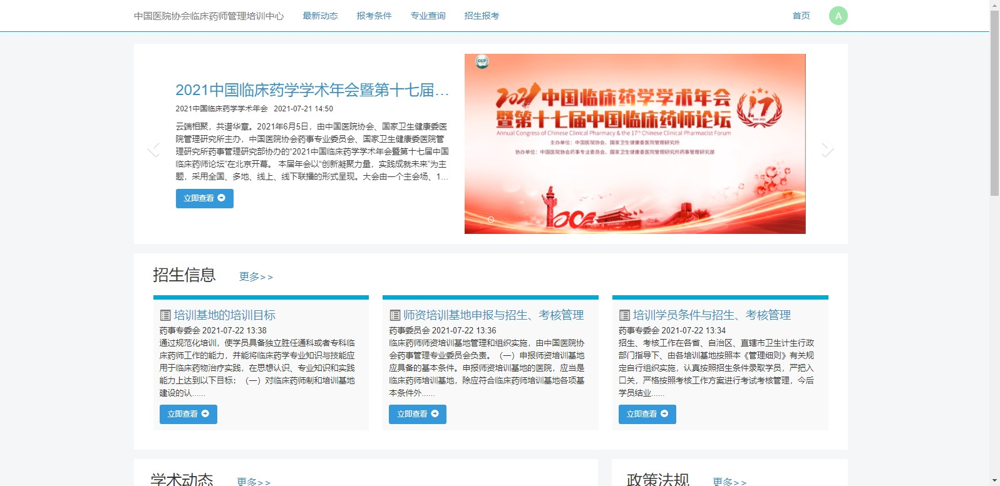 中国医院协会临床药师管理培训中心 最新动态 报考条件 专业查询 招生报考 首页 A
2021中国临床药学学术年会暨第十七届...
2021中国临床药学学术年会 2021-07-21 14:50
云端相聚，共谱华章。2021年6月5日，由中国医院协会、国家卫生健康委医
院管理研究所主办，中国医院协会药事专业委员会、国家卫生健康委医院管
理研究所药事管理研究部协办的“2021中国临床药学学术年会暨第十七届中国
临床药师论坛”在北京开幕。 本届年会以“创新凝聚力量，实践成就未来”为主
题，采用全国、多地、线上、线下联播的形式呈现。大会由一个主会场、1...
立即查看
CCP
2021中国临床药学学术年会
暨第十七届中国临床药师论坛
17
Annual Congress of Chinese Clinical Pharmacy & the 17th Chinese Clinical Pharmacist Forum
主办单位：中国医院协会、国家卫生健康委医院管理研究所
协办单位：中国医院协会药事专业委员会、国家卫生健康委医院管理研究所药事管理研究部
招生信息 更多>>
培训基地的培训目标
药事专委会 2021-07-22 13:38
通过规范化培训，使学员具备独立胜任通科或者专科临
床药师工作的能力，并能将临床药学专业知识与技能应
用于临床药物治疗实践，在思想认识、专业知识和实践
能力上达到以下目标：（一）对临床药师制和培训基地
建设的认......
立即查看
师资培训基地申报与招生、考核管理
药事委员会 2021-07-22 13:36
临床药师师资培训基地管理和组织实施，由中国医院协
会药事管理专业委员会负责。（一）申报师资培训基地
应具备的基本条件。申报师资培训基地的医院，应当是
临床药师培训基地，除应符合临床药师培训基地各项基
本条件外......
立即查看
培训学员条件与招生、考核管理
药事专委会 2021-07-22 13:34
招生、考核工作在各省、自治区、直辖市卫生计生行政
部门指导下、由各培训基地按照本《管理细则》有关规
定自行组织实施，认真按照招生条件录取学员，严把入
口关，严格按照考核工作方案进行考试考核管理，今后
学员结业......
立即查看
学术动态 更多>>
政策法规 更多>>